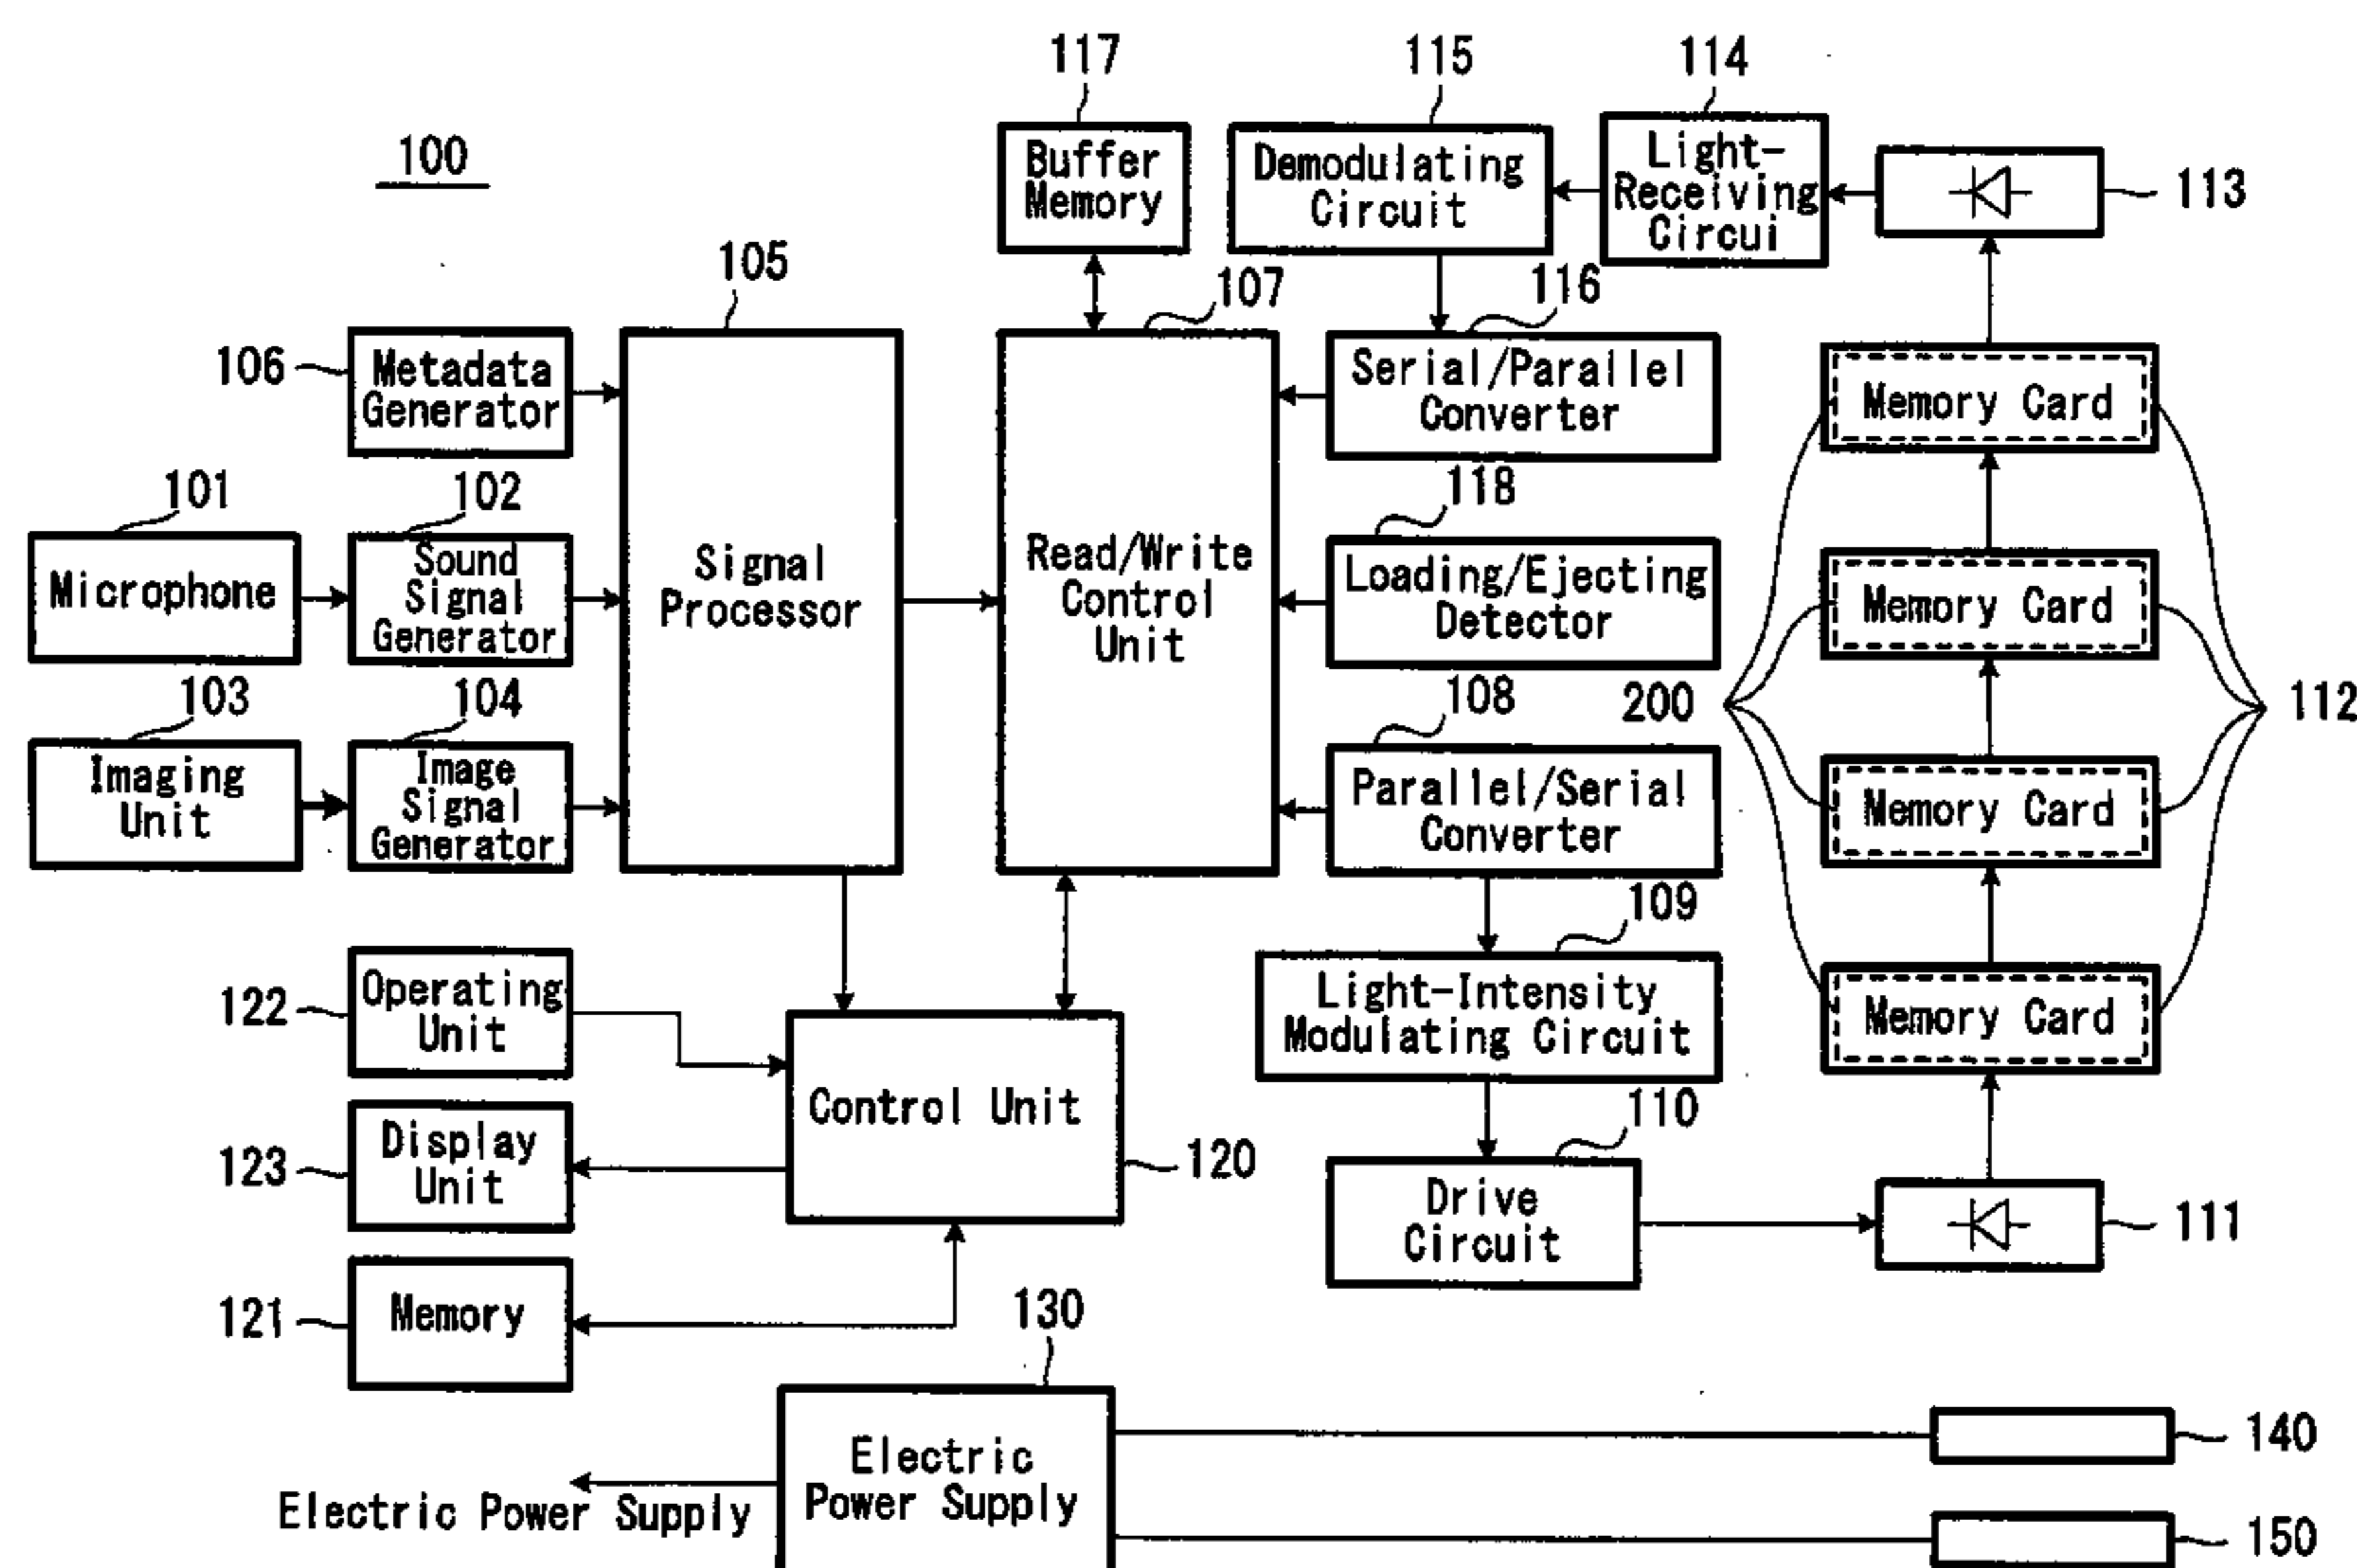 117
115
114
100
Buffer
Memory
Demodulating
Circuit
Light-
Receiving
Circui
113
105
107
116
106
Metadata
Generator
Serial/Parallel
Converter
Memory Card
101
102
118
Microphone
Sound
Signal
Generator
Signal
Processor
Read/Write
Control
Unit
Loading/Ejecting
Detector
Memory Card
103
104
108
200
112
Imaging
Unit
Image
Signal
Generator
Parallel/Serial
Converter
Memory Card
109
122
Operating
Unit
Light-Intensity
Modulating Circuit
Memory Card
110
Control Unit
120
123
Display
Unit
Drive
Circuit
111
121
Memory
130
Electric
Power Supply
Electric Power Supply
140
150